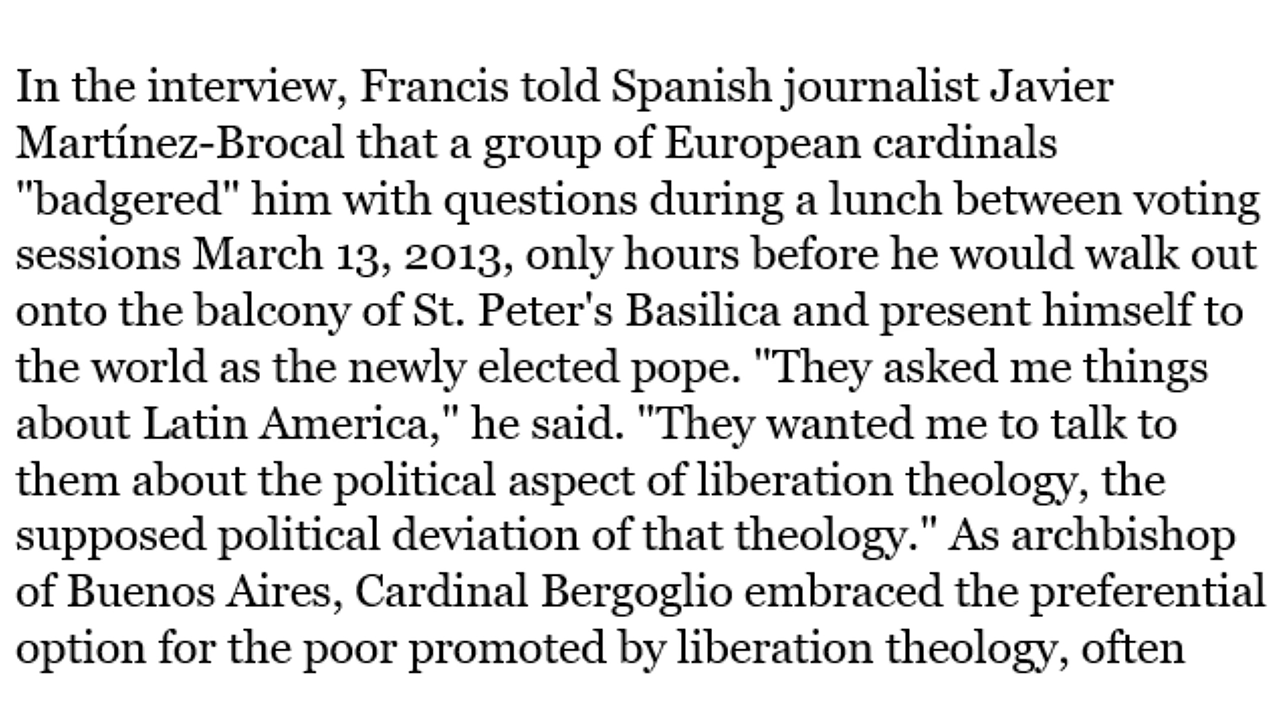 In the interview, Francis told Spanish journalist Javier
Martínez-Brocal that a group of European cardinals
"badgered" him with questions during a lunch between voting
sessions March 13, 2013, only hours before he would walk out
onto the balcony of St. Peter's Basilica and present himself to
the world as the newly elected pope. "They asked me things
about Latin America," he said. "They wanted me to talk to
them about the political aspect of liberation theology, the
supposed political deviation of that theology." As archbishop
of Buenos Aires, Cardinal Bergoglio embraced the preferential
option for the poor promoted by liberation theology, often